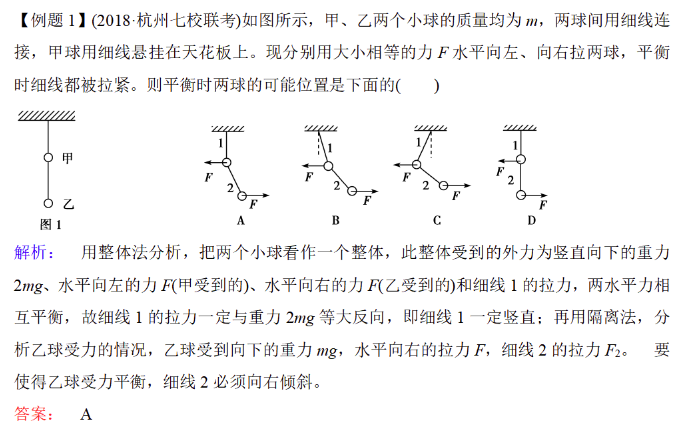 【例题 1】(2018·杭州七校联考)如图所示，甲、乙两个小球的质量均为 m，两球间用细线连
接，甲球用细线悬挂在天花板上。现分别用大小相等的力 F 水平向左、向右拉两球，平衡
时细线都被拉紧。则平衡时两球的可能位置是下面的(  )
甲
乙
图 1
1
F
2
F
A
1
F
2
F
B
1
F
2
F
C
1
F
2
F
D
解析： 用整体法分析，把两个小球看作一个整体，此整体受到的外力为竖直向下的重力
2mg、水平向左的力 F(甲受到的)、水平向右的力 F(乙受到的)和细线 1 的拉力，两水平力相
互平衡，故细线 1 的拉力一定与重力 2mg 等大反向，即细线 1 一定竖直；再用隔离法，分
析乙球受力的情况，乙球受到向下的重力 mg，水平向右的拉力 F，细线 2 的拉力 F₂。 要
使得乙球受力平衡，细线 2 必须向右倾斜。
答案： A